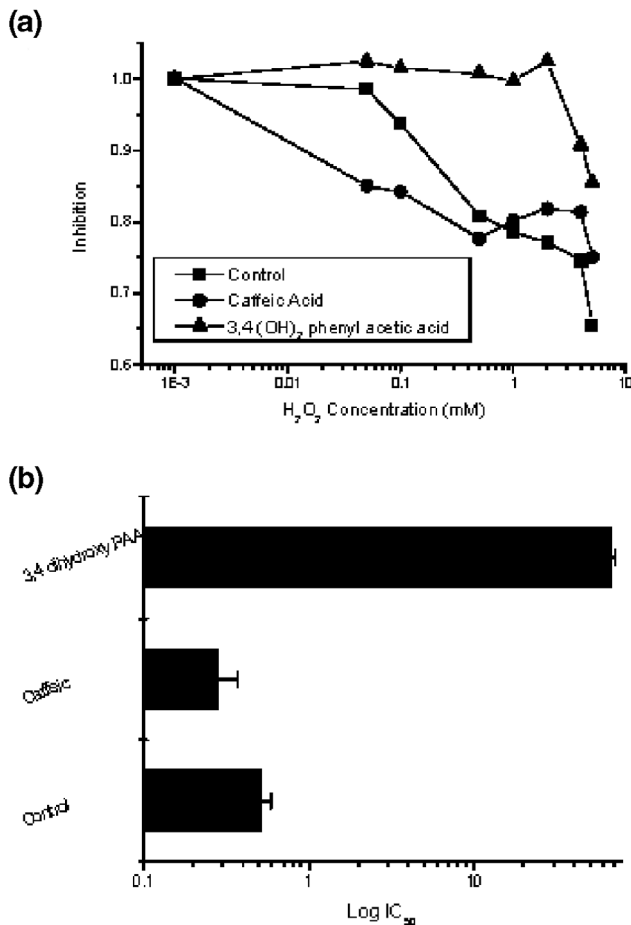 (a)
1.0
0.9
0.8
0.7
0.6
Inhibition
Control
Caffeic Acid
3,4 (OH)₂ phenyl acetic acid
1E-3 0.01 0.1 1 10
H₂O₂ Concentration (mM)
(b)
3,4 dihydroxy PAA
Caffeic
Control
0.1 1 10
Log IC₅₀